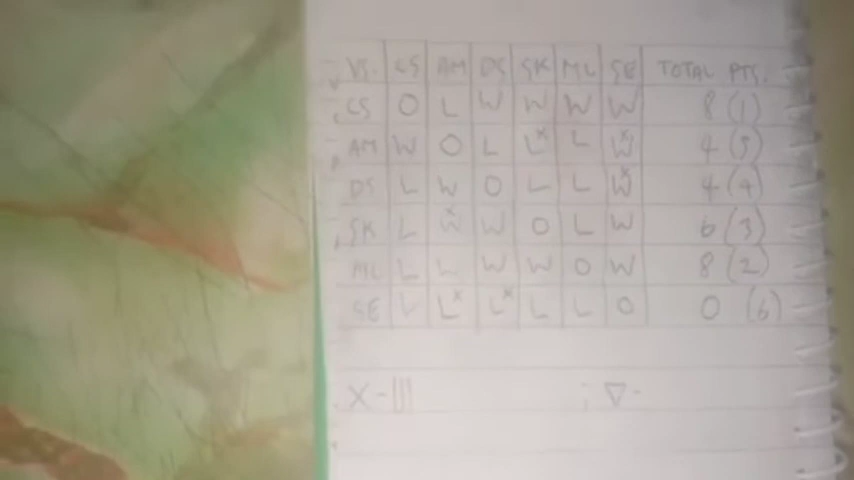 VS. CS AM DS SK ML SE TOTAL PTS.
CS O L W W W W 8 (1)
AM W O L L× L W× 4 (5)
DS L W O L L W× 4 (4)
SK L W× W O L W 6 (3)
ML L W W W O W 8 (2)
SE L L× L× L L O 0 (6)
X-||| ▽-